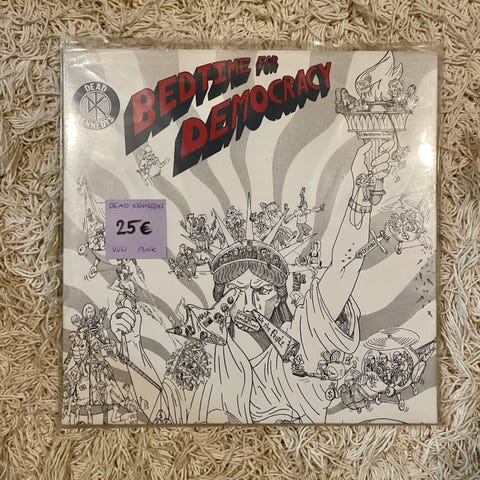 DEAD
KENNEDYS
BEDTIME FOR
DEMOCRACY
DEAD KENNEDYS
25€
UUSI PUNK